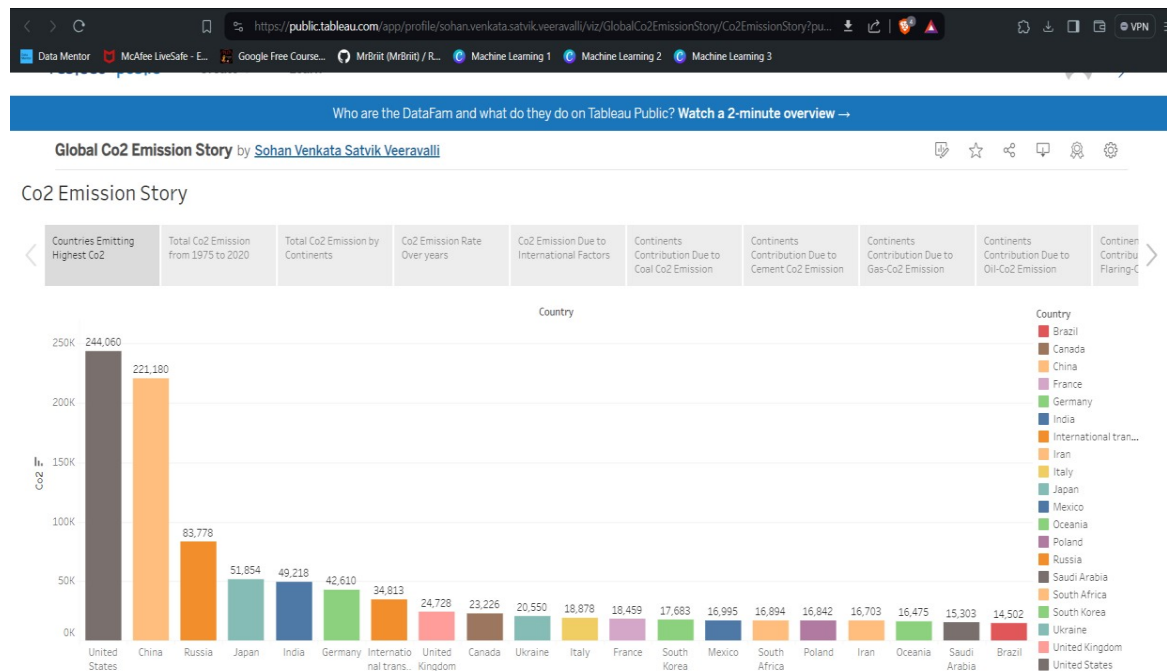 https://public.tableau.com/app/profile/sohan.venkata.satvik.veeravalli/viz/GlobalCo2EmissionStory/Co2EmissionStory?pu...
VPN
Data Mentor McAfee LiveSafe - E... Google Free Course... MrBriit (MrBriit) / R... Machine Learning 1 Machine Learning 2 Machine Learning 3
Who are the DataFam and what do they do on Tableau Public? Watch a 2-minute overview →
Global Co2 Emission Story by Sohan Venkata Satvik Veeravalli
Co2 Emission Story
Countries Emitting
Highest Co2
Total Co2 Emission
from 1975 to 2020
Total Co2 Emission by
Continents
Co2 Emission Rate
Over years
Co2 Emission Due to
International Factors
Continents
Contribution Due to
Coal Co2 Emission
Continents
Contribution Due to
Cement Co2 Emission
Continents
Contribution Due to
Gas-Co2 Emission
Continents
Contribution Due to
Oil-Co2 Emission
Continen
Contribu
Flaring-C
Country
250K
200K
150K
100K
50K
0K
Co2
244,060
221,180
83,778
51,854
49,218
42,610
34,813
24,728
23,226
20,550
18,878
18,459
17,683
16,995
16,894
16,842
16,703
16,475
15,303
14,502
United
States
China
Russia
Japan
India
Germany
Internatio
nal trans..
United
Kingdom
Canada
Ukraine
Italy
France
South
Korea
Mexico
South
Africa
Poland
Iran
Oceania
Saudi
Arabia
Brazil
Country
Brazil
Canada
China
France
Germany
India
International tran...
Iran
Italy
Japan
Mexico
Oceania
Poland
Russia
Saudi Arabia
South Africa
South Korea
Ukraine
United Kingdom
United States